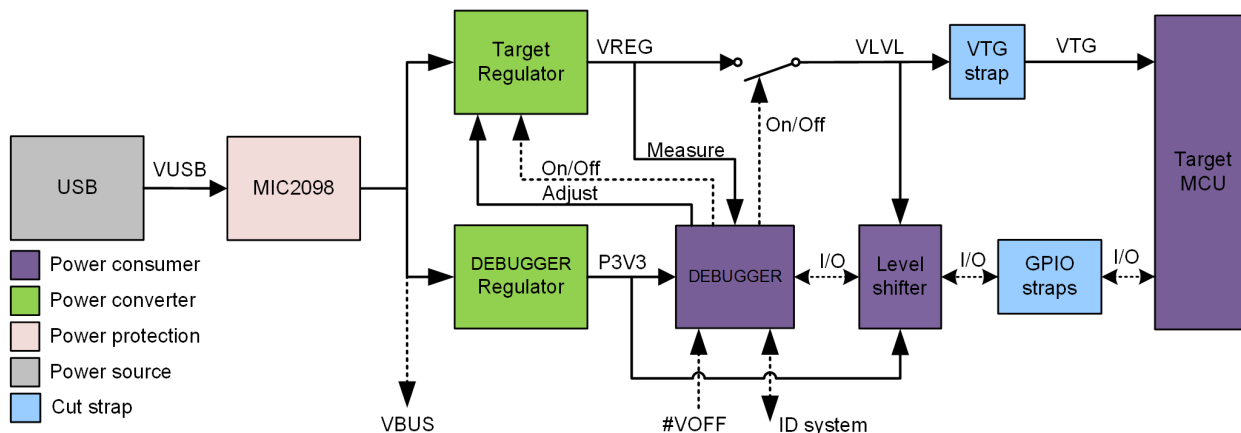 Target
Regulator
VREG
VLVL
VTG
strap
VTG
On/Off
Measure
VUSB
On/Off
Adjust
USB
MIC2098
Target
MCU
Power consumer
Power converter
Power protection
Power source
Cut strap
DEBUGGER
Regulator
P3V3
DEBUGGER
I/O
Level
shifter
I/O
GPIO
straps
I/O
VBUS
#VOFF
ID system